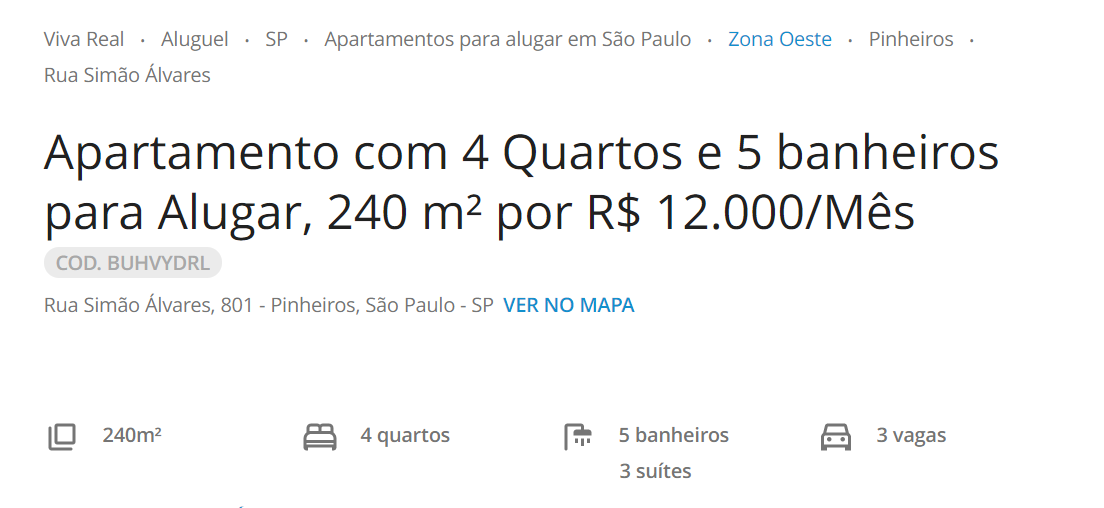 Viva Real · Aluguel · SP · Apartamentos para alugar em São Paulo · Zona Oeste · Pinheiros ·
Rua Simão Álvares
Apartamento com 4 Quartos e 5 banheiros
para Alugar, 240 m² por R$ 12.000/Mês
COD. BUHVYDRL
Rua Simão Álvares, 801 - Pinheiros, São Paulo - SP VER NO MAPA
240m² 4 quartos 5 banheiros 3 vagas
3 suítes